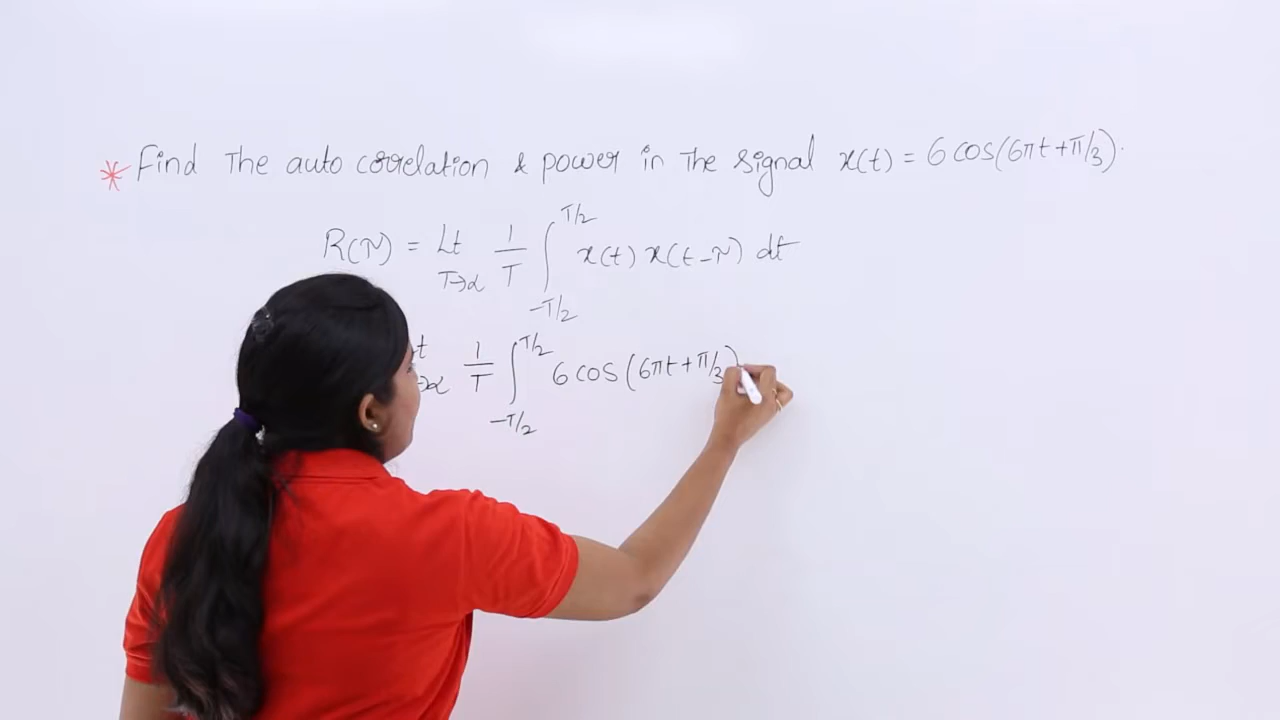 * Find The auto correlation & power in the signal x(t) = 6 cos(6πt+π/3).
R(τ) = Lt T→∞ 1/T ∫ -T/2 T/2 x(t) x(t-τ) dt
1/T ∫ -T/2 T/2 6 cos(6πt+π/3)